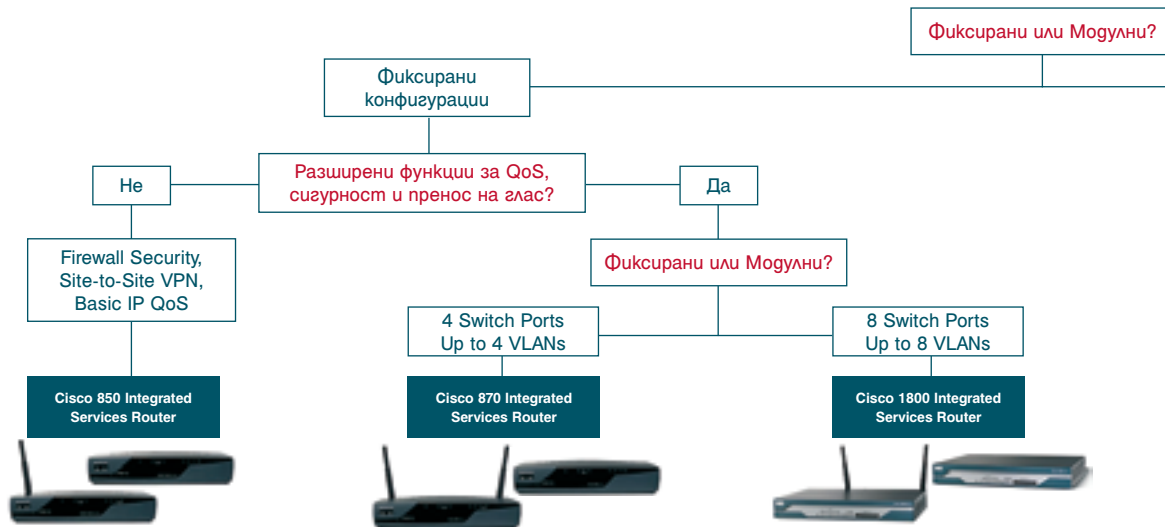 Фиксирани или Модулни?
Фиксирани
конфигурации
Разширени функции за QoS,
сигурност и пренос на глас?
Не
Да
Firewall Security,
Site-to-Site VPN,
Basic IP QoS
Фиксирани или Модулни?
4 Switch Ports
Up to 4 VLANs
8 Switch Ports
Up to 8 VLANs
Cisco 850 Integrated
Services Router
Cisco 870 Integrated
Services Router
Cisco 1800 Integrated
Services Router